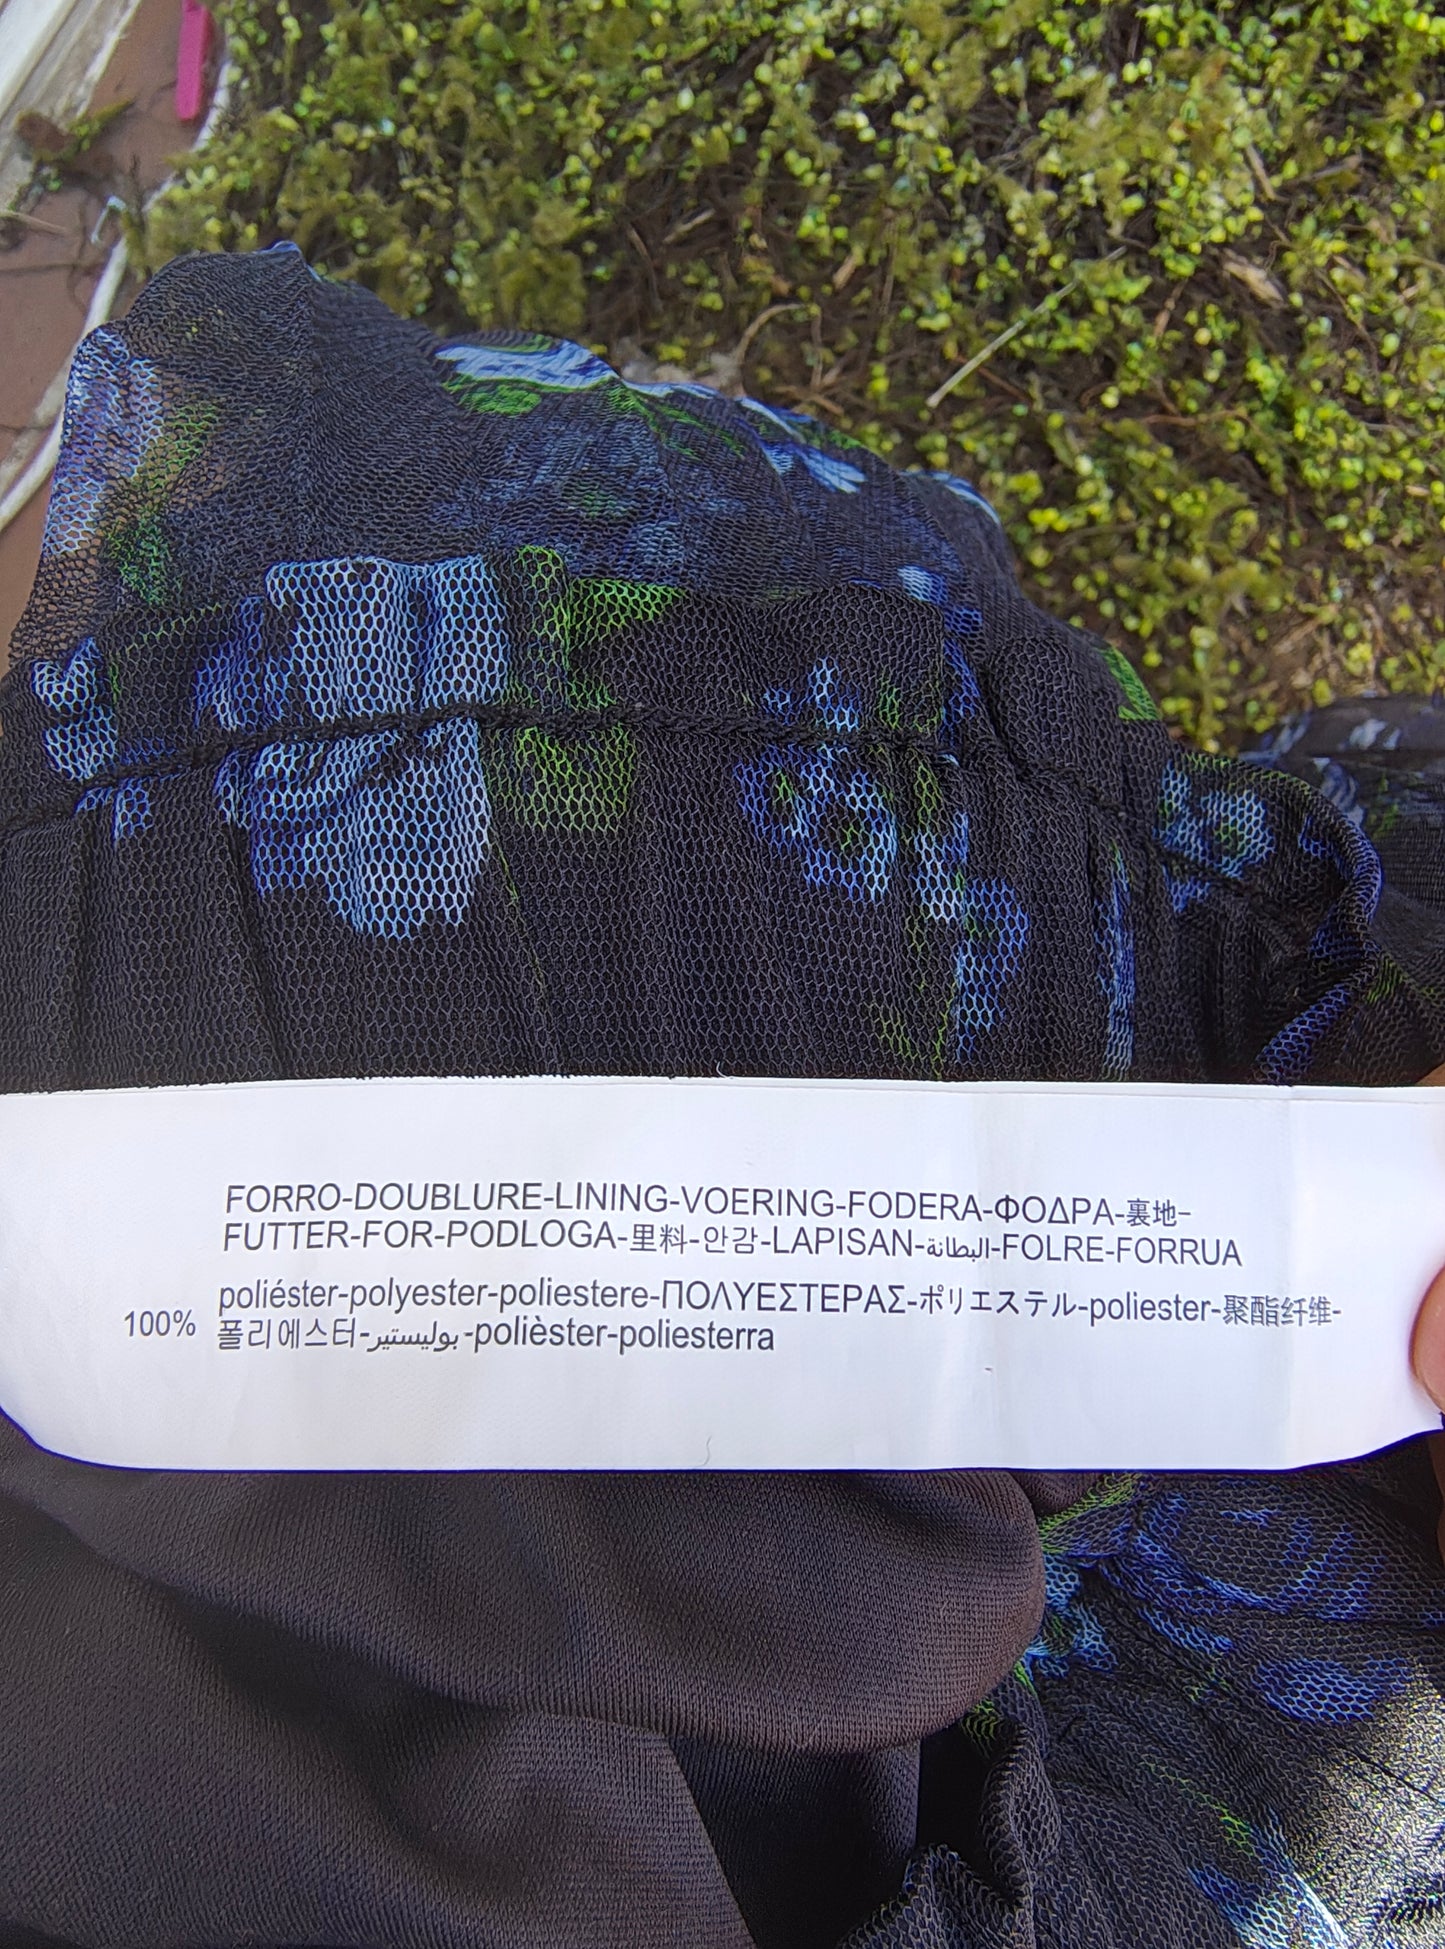 FORRO-DOUBLURE-LINING-VOERING-FODERA-ΦΟΔΡΑ-裏地-
FUTTER-FOR-PODLOGA-里料-안감-LAPISAN-البطانة-FOLRE-FORRUA
poliéster-polyester-poliestere-ΠΟΛΥΕΣΤΕΡΑΣ-ポリエステル-poliester-聚酯纤维-
100% 폴리에스터-بوليستير-polièster-poliesterra